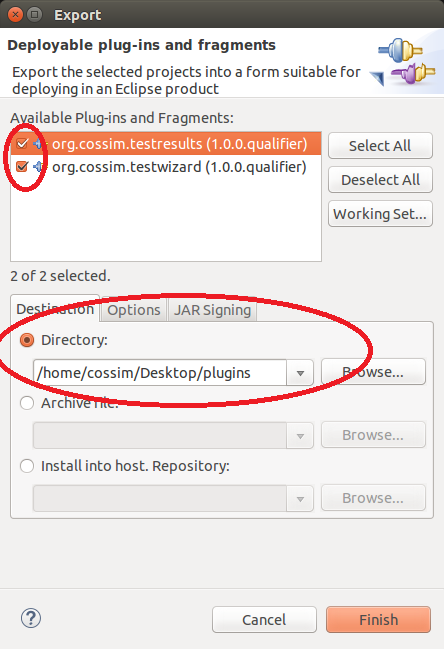 Export
Deployable plug-ins and fragments
Export the selected projects into a form suitable for
deploying in an Eclipse product
Available Plug-ins and Fragments:
org.cossim.testresults (1.0.0.qualifier)
org.cossim.testwizard (1.0.0.qualifier)
Select All
Deselect All
Working Set...
2 of 2 selected.
Destination
Options
JAR Signing
Directory:
/home/cossim/Desktop/plugins
Browse...
Archive file:
Browse...
Install into host. Repository:
Browse...
?
Cancel
Finish